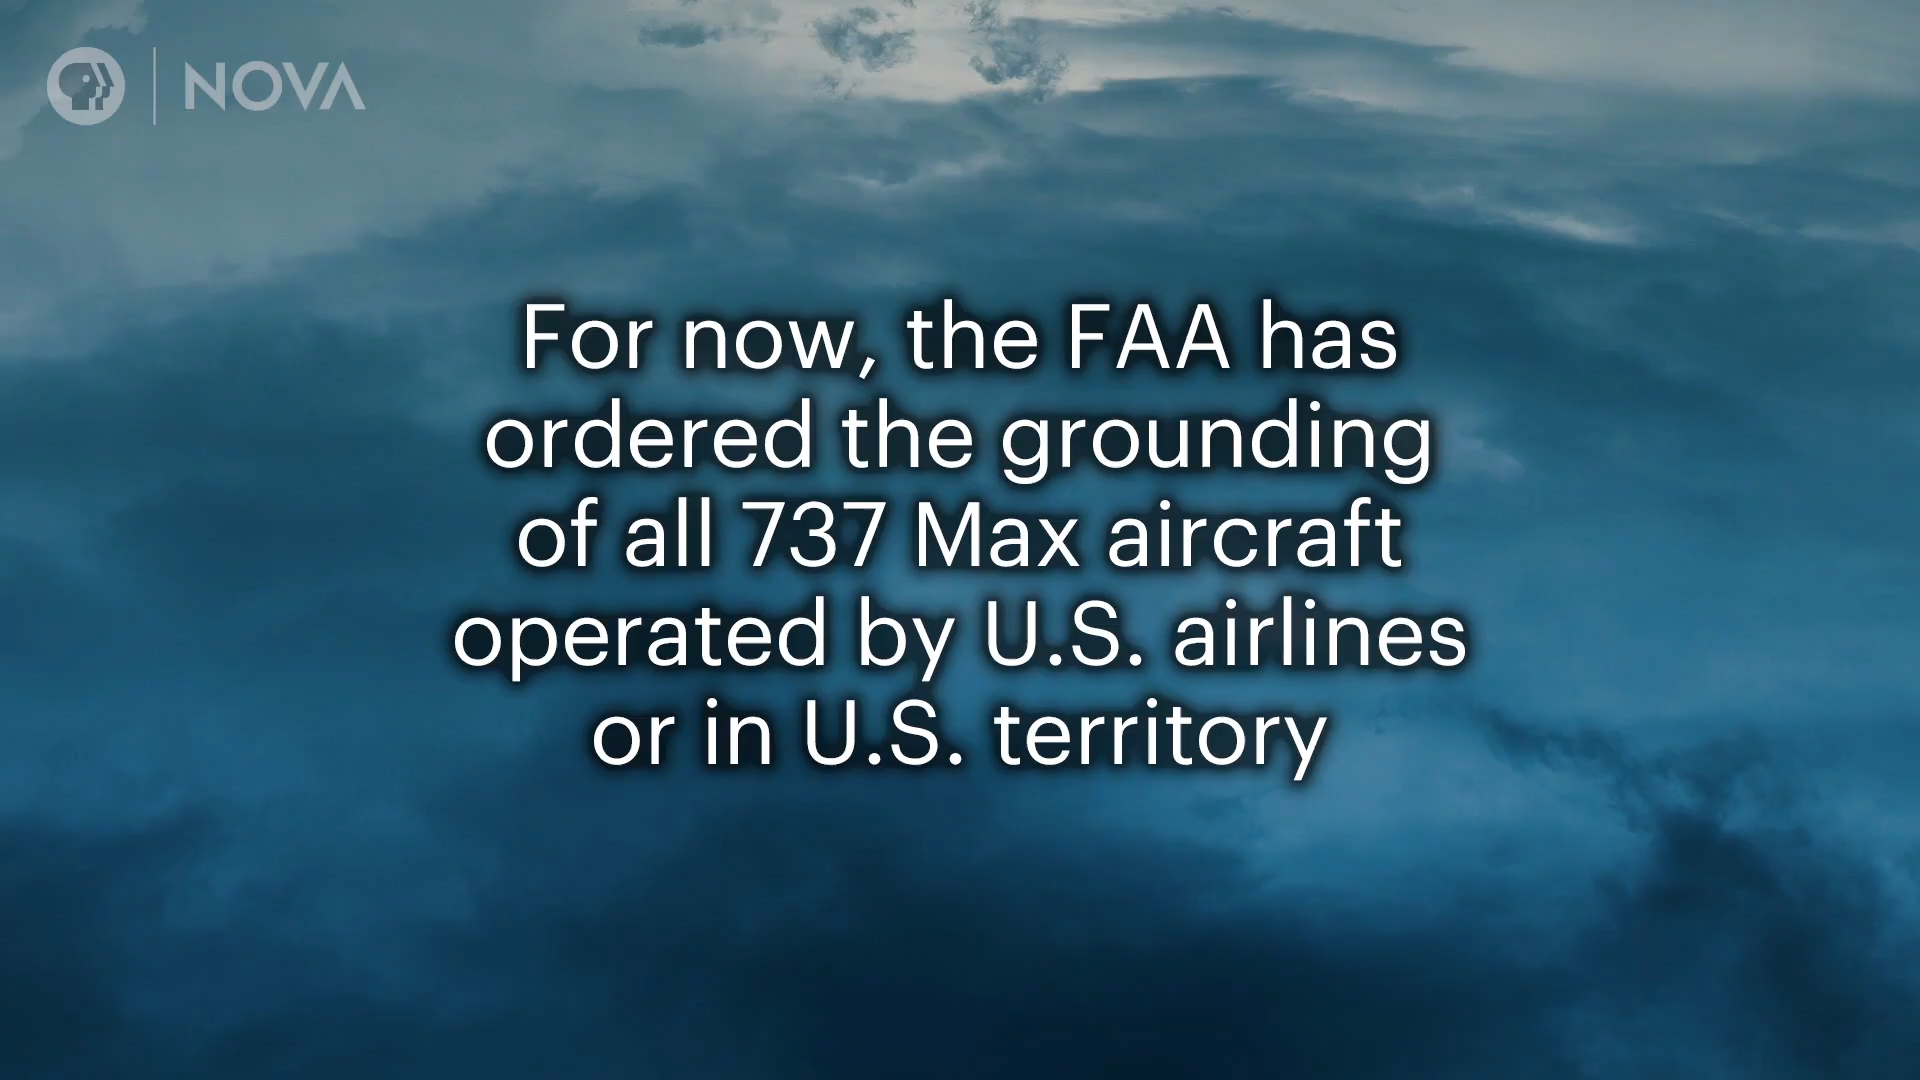 NOVA
For now, the FAA has
ordered the grounding
of all 737 Max aircraft
operated by U.S. airlines
or in U.S. territory